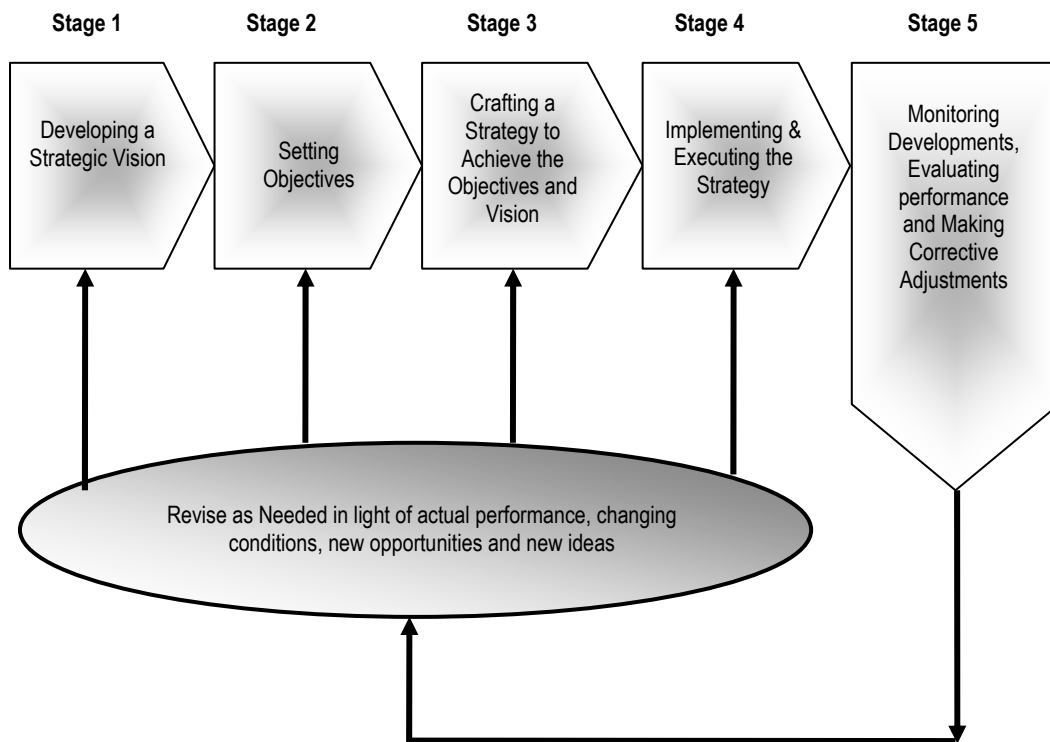 Stage 1
Stage 2
Stage 3
Stage 4
Stage 5
Developing a
Strategic Vision
Setting
Objectives
Crafting a
Strategy to
Achieve the
Objectives and
Vision
Implementing &
Executing the
Strategy
Monitoring
Developments,
Evaluating
performance
and Making
Corrective
Adjustments
Revise as Needed in light of actual performance, changing
conditions, new opportunities and new ideas